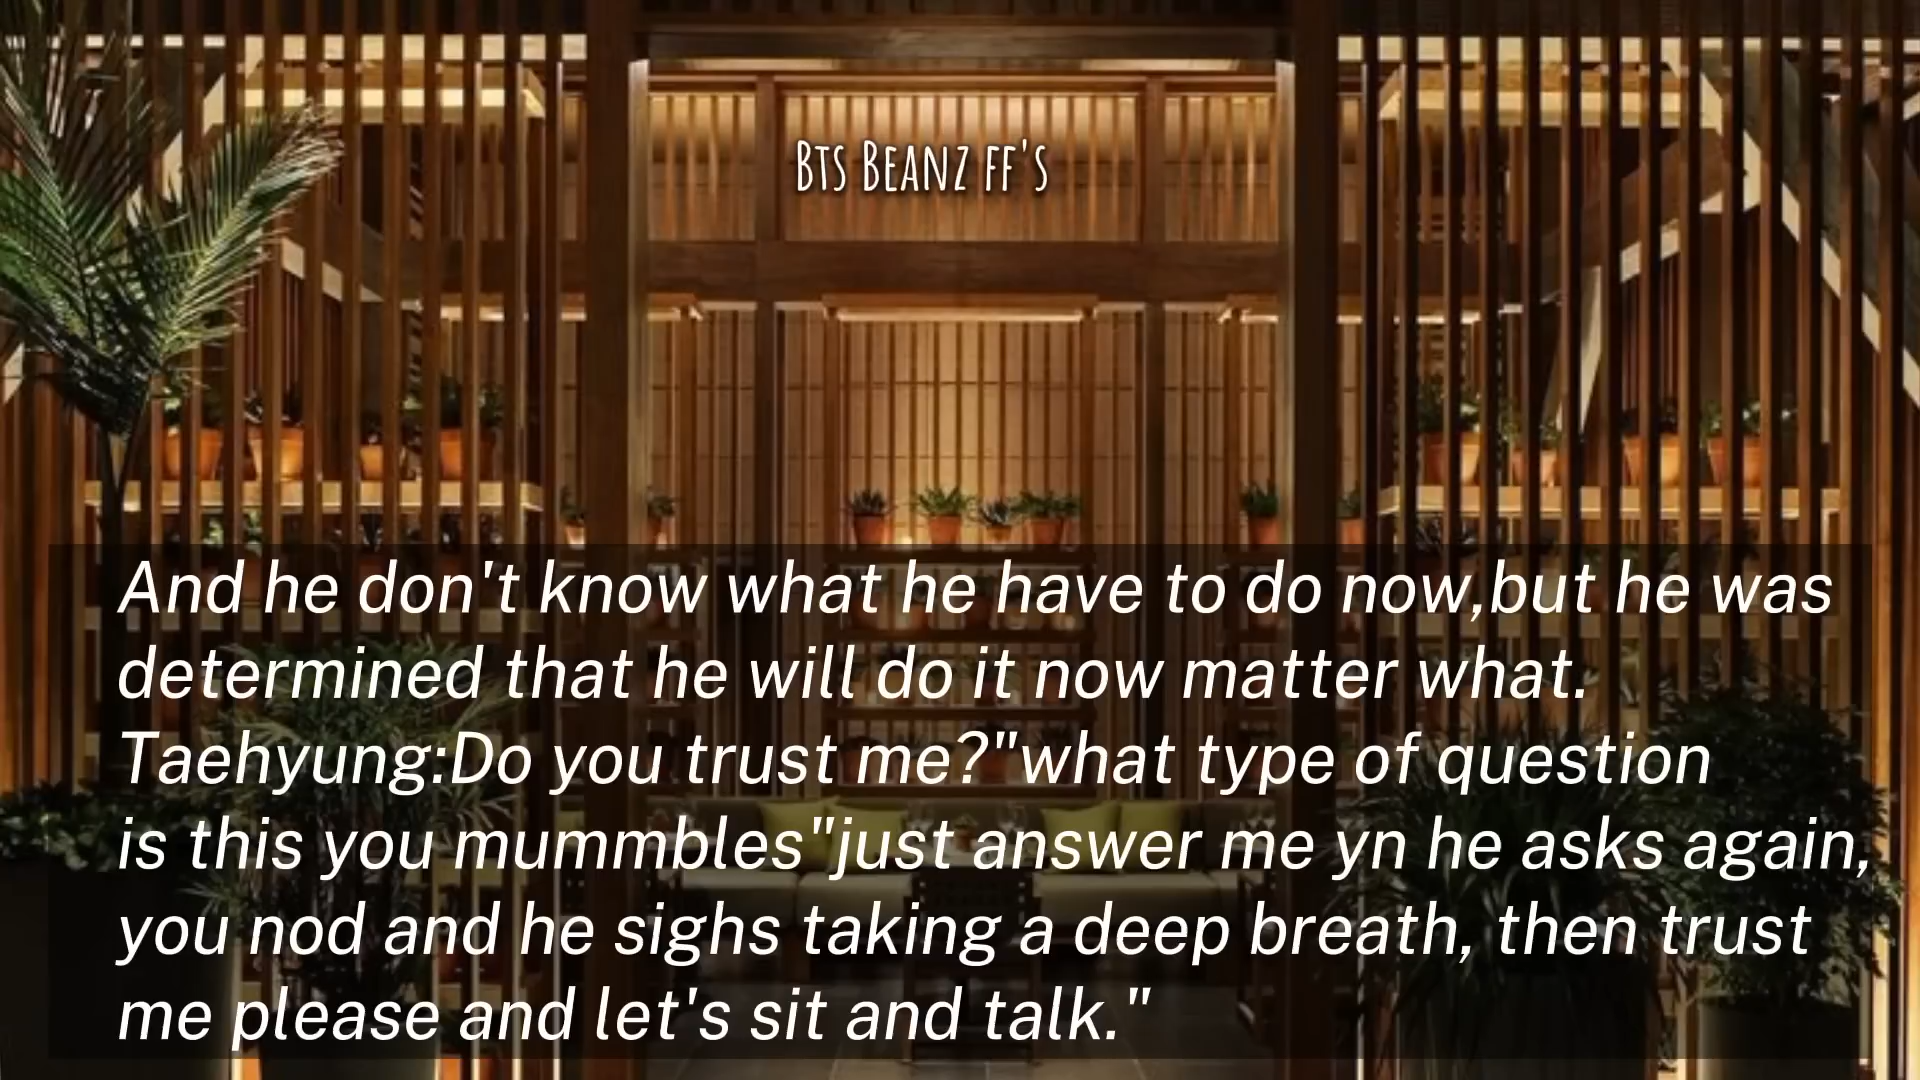 Bts Beanz ff's
And he don't know what he have to do now,but he was
determined that he will do it now matter what.
Taehyung:Do you trust me?"what type of question
is this you mummbles"just answer me yn he asks again,
you nod and he sighs taking a deep breath, then trust
me please and let's sit and talk."